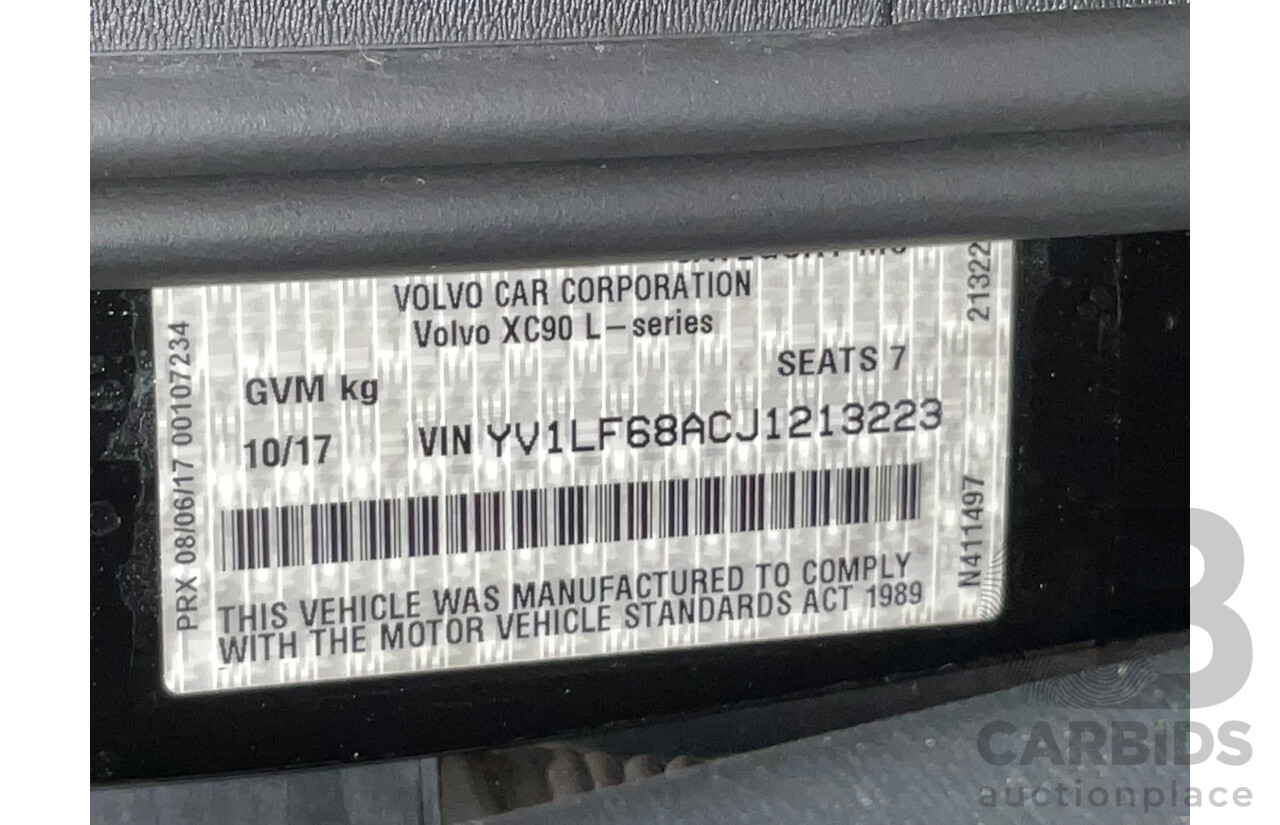 VOLVO CAR CORPORATION
Volvo XC90 L-series
SEATS 7
GVM kg
10/17
VIN YV1LF68ACJ1213223
THIS VEHICLE WAS MANUFACTURED TO COMPLY
WITH THE MOTOR VEHICLE STANDARDS ACT 1989
PRX 08/06/17 00107234
21322
N411497
CARBIDS
auctionplace